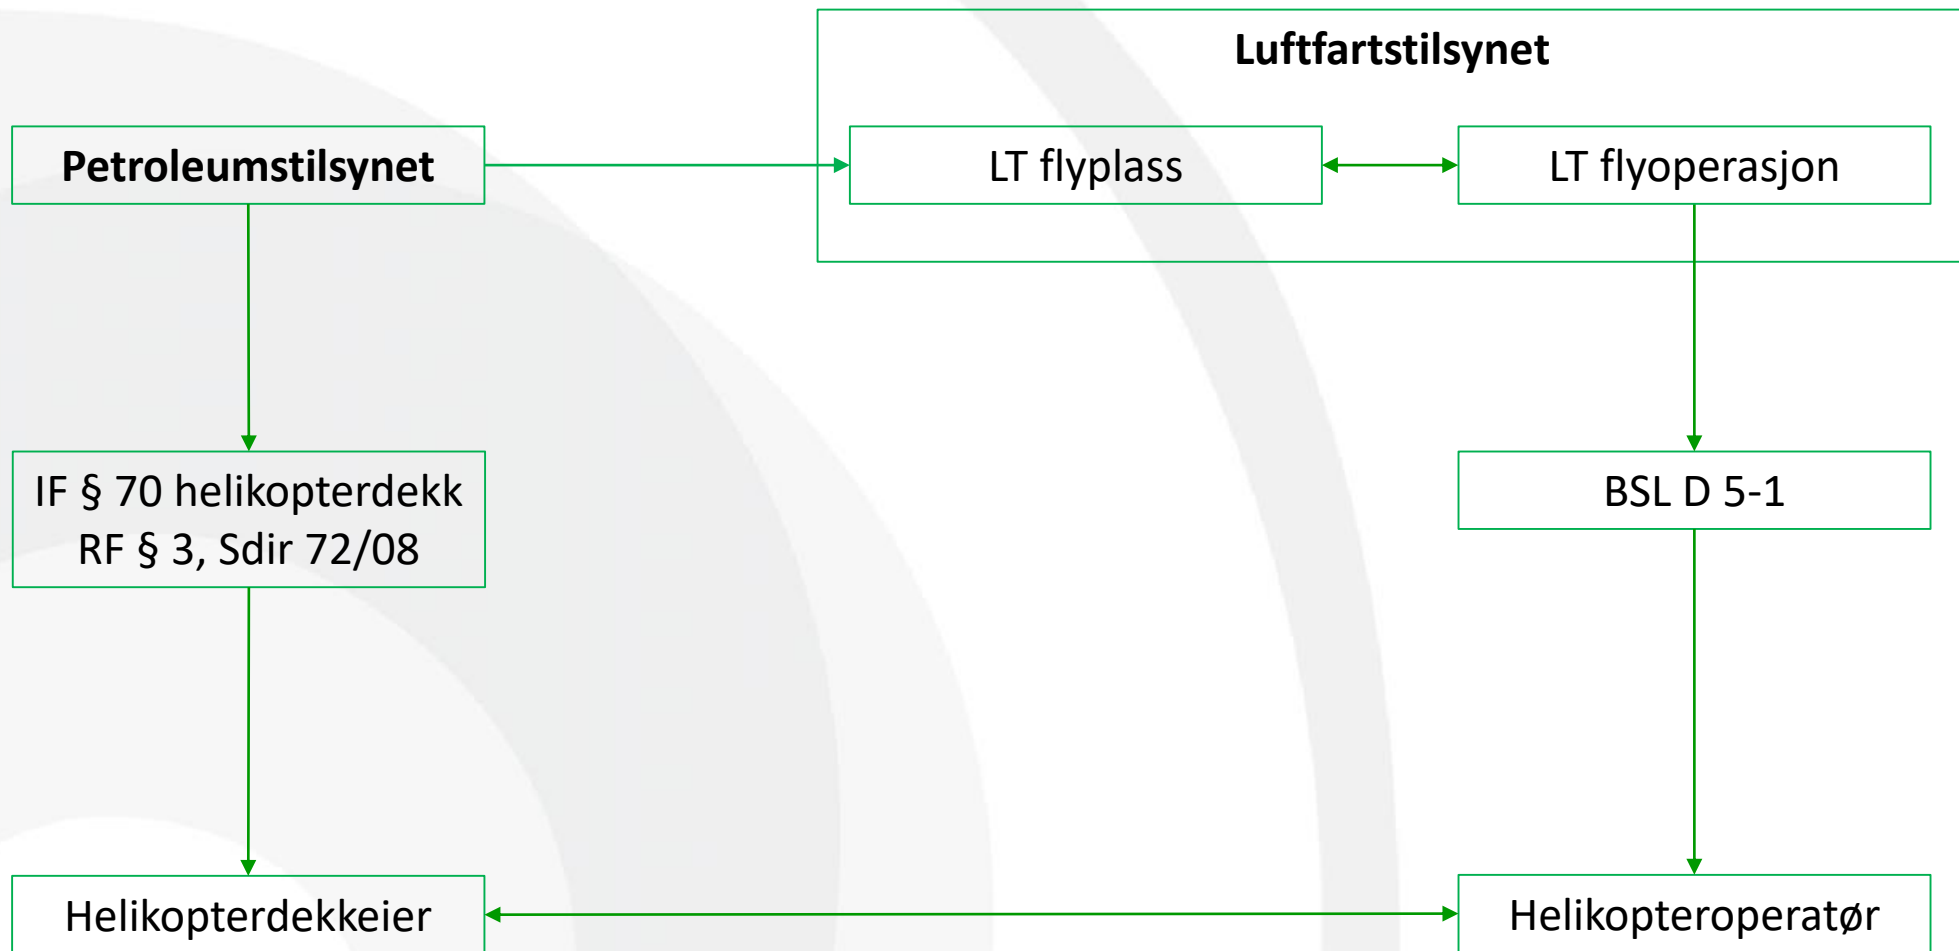 Luftfartstilsynet
Petroleumstilsynet
LT flyplass
LT flyoperasjon
IF § 70 helikopterdekk
RF § 3, Sdir 72/08
BSL D 5-1
Helikopterdekkeier
Helikopteroperatør